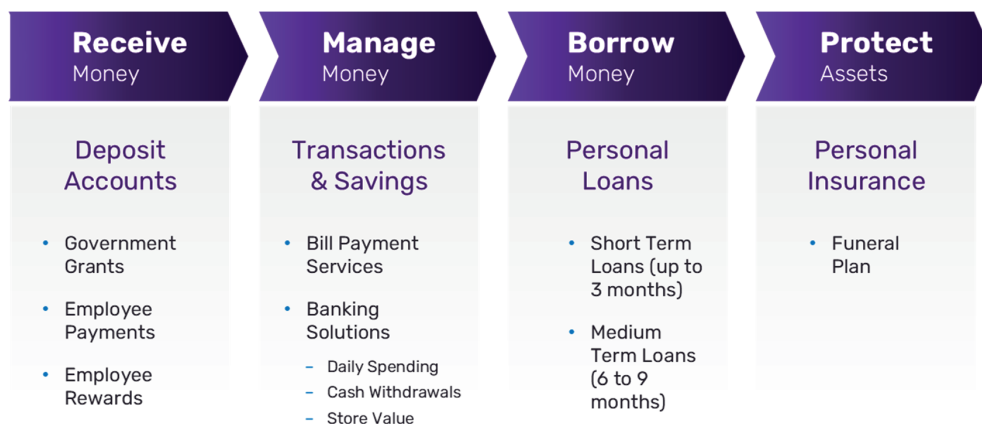 Receive
Money
Manage
Money
Borrow
Money
Protect
Assets
Deposit
Accounts
• Government
Grants
• Employee
Payments
• Employee
Rewards
Transactions
& Savings
• Bill Payment
Services
• Banking
Solutions
– Daily Spending
– Cash Withdrawals
– Store Value
Personal
Loans
• Short Term
Loans (up to
3 months)
• Medium
Term Loans
(6 to 9
months)
Personal
Insurance
• Funeral
Plan